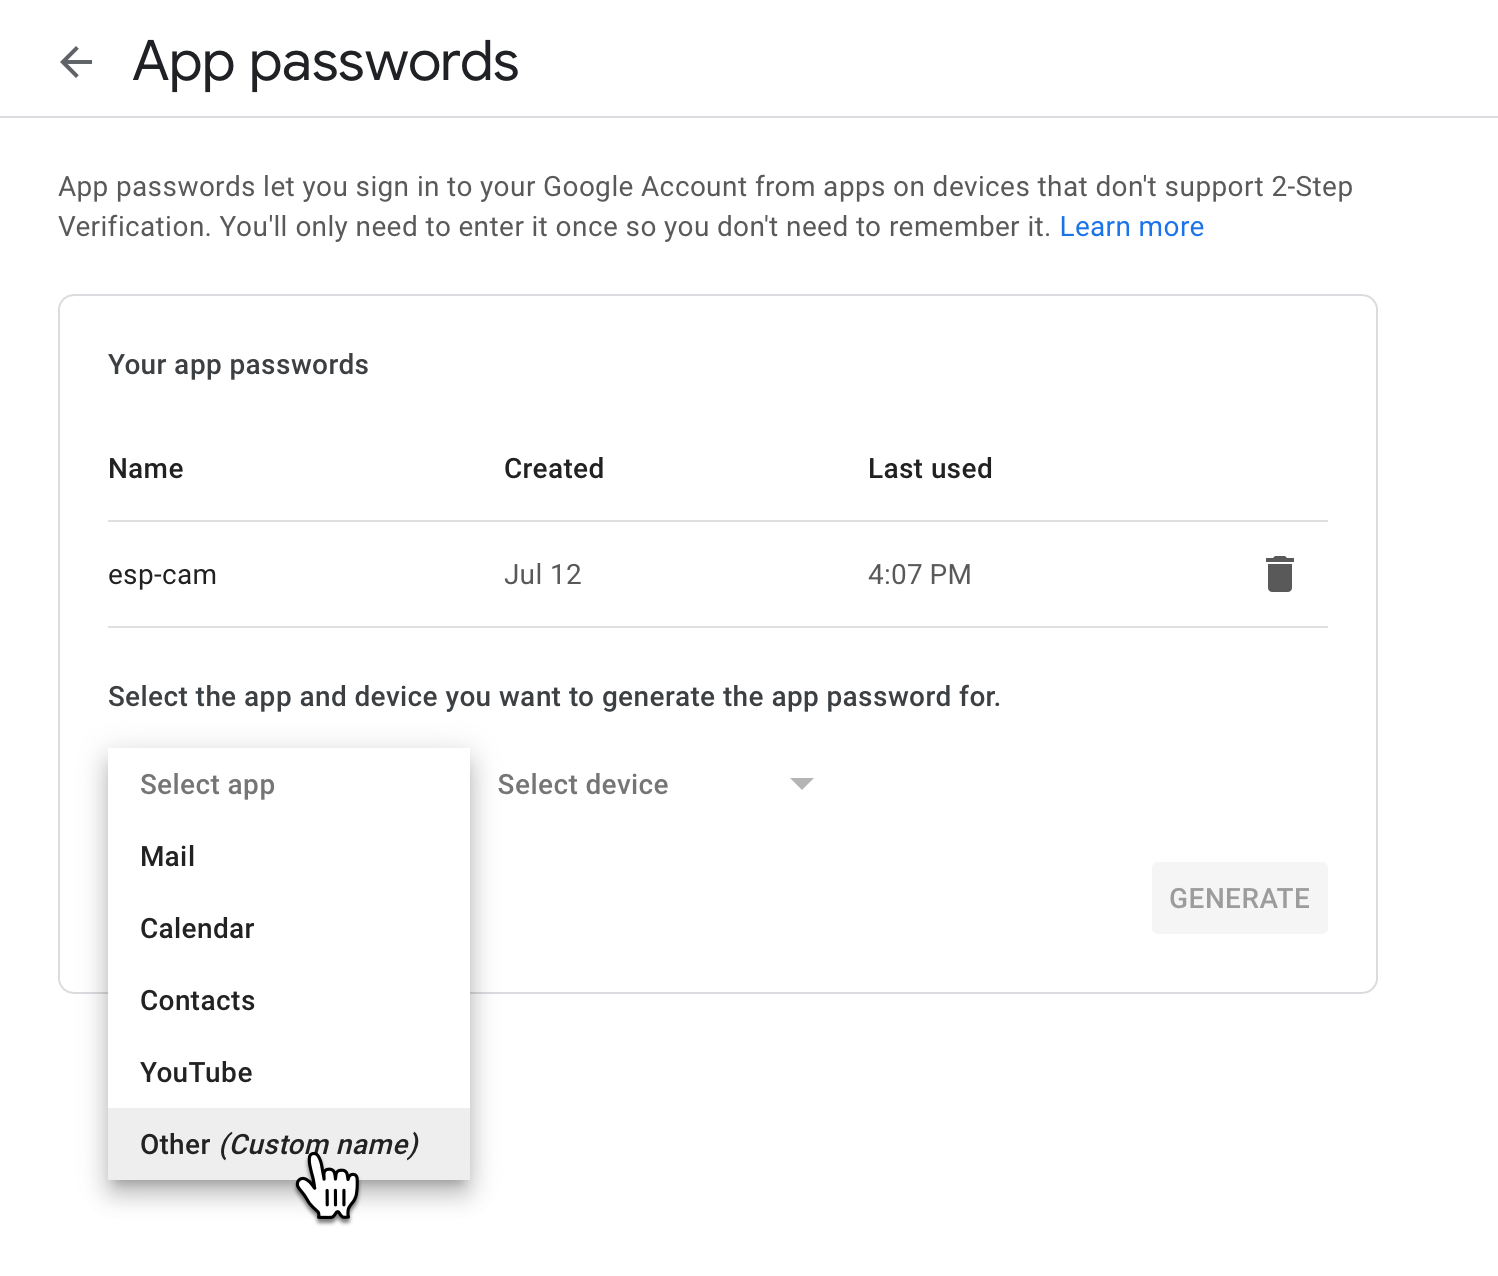 App passwords
App passwords let you sign in to your Google Account from apps on devices that don't support 2-Step
Verification. You'll only need to enter it once so you don't need to remember it. Learn more
Your app passwords
Name Created Last used
esp-cam Jul 12 4:07 PM
Select the app and device you want to generate the app password for.
Select app Select device
Mail
GENERATE
Calendar
Contacts
YouTube
Other (Custom name)